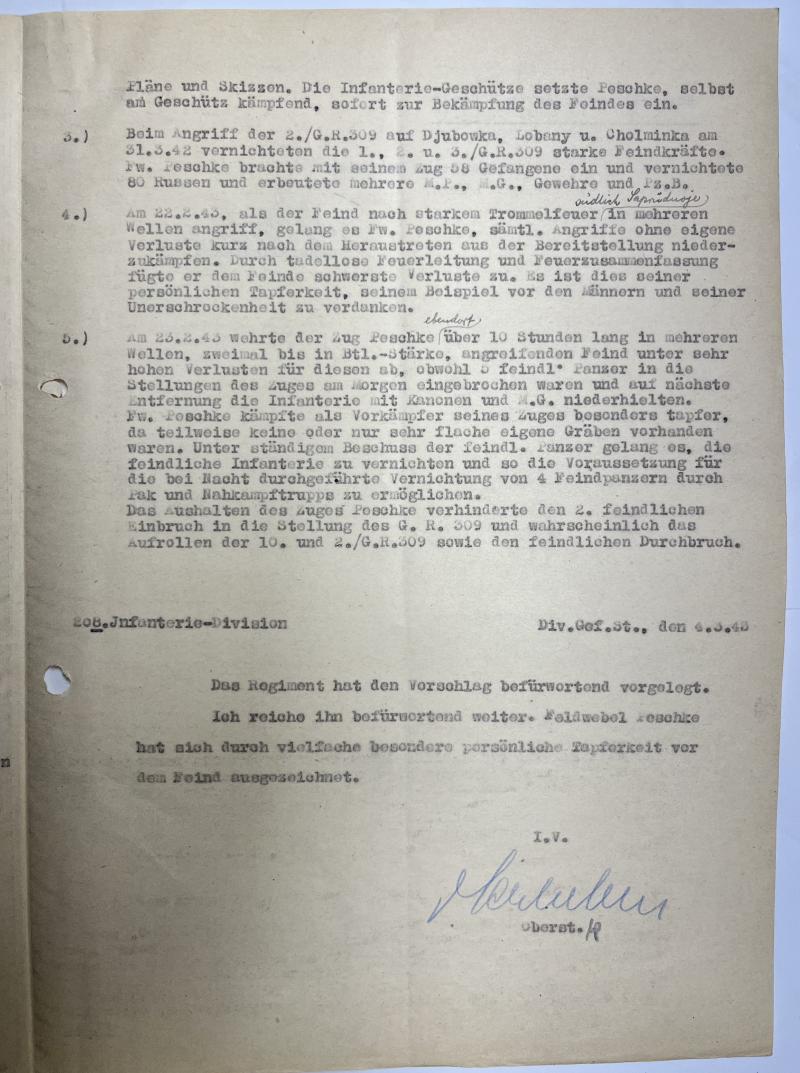 Pläne und Skizzen. Die Infanterie-Geschütze setzte Peschke, selbst
am Geschütz kämpfend, sofort zur Bekämpfung des Feindes ein.
3.) Beim Angriff der 2./G.R.309 auf Djubowka, Lobany u. Cholminka am
31.3.42 vernichteten die 1., 2. u. 3./G.R.309 starke Feindkräfte.
Fw. Peschke brachte mit seinem Zug 58 Gefangene ein und vernichtete
80 Russen und erbeutete mehrere M.P., M.G., Gewehre und Pz.B.
südlich
4.) Am 22.2.43, als der Feind nach starkem Trommelfeuer in mehreren
Wellen angriff, gelang es Fw. Peschke, sämtl. Angriffe ohne eigene
Verluste kurz nach dem Heraustreten aus der Bereitstellung nieder-
zukämpfen. Durch tadellose Feuerleitung und Feuerzusammenfassung
fügte er dem Feinde schwerste Verluste zu. Es ist dies seiner
persönlichen Tapferkeit, seinem Beispiel vor den Männern und seiner
Unerschrockenheit zu verdanken.
ebendort
5.) Am 23.2.43 wehrte der Zug Peschke über 10 Stunden lang in mehreren
Wellen, zweimal bis in Btl.-Stärke, angreifenden Feind unter sehr
hohen Verlusten für diesen ab, obwohl 5 feindl. Panzer in die
Stellungen des Zuges am Morgen eingebrochen waren und auf nächste
Entfernung die Infanterie mit Kanonen und M.G. niederhielten.
Fw. Peschke kämpfte als Vorkämpfer seines Zuges besonders tapfer,
da teilweise keine oder nur sehr flache eigene Gräben vorhanden
waren. Unter ständigem Beschuss der feindl. Panzer gelang es, die
feindliche Infanterie zu vernichten und so die Voraussetzung für
die bei Nacht durchgeführte Vernichtung von 4 Feindpanzern durch
Pak und Nahkampftrupps zu ermöglichen.
Das Aushalten des Zuges Peschke verhinderte den 2. feindlichen
Einbruch in die Stellung des G. R. 309 und wahrscheinlich das
Aufrollen der 10. und 2./G.R.309 sowie den feindlichen Durchbruch.
208.Jnfanterie-Division Div.Gef.St., den 4.3.43
Das Regiment hat den Vorschlag befürwortend vorgelegt.
Ich reiche ihn befürwortend weiter. Feldwebel Peschke
hat sich durch vielfache besondere persönliche Tapferkeit vor
dem Feind ausgezeichnet.
I.V.
Oberst.
n